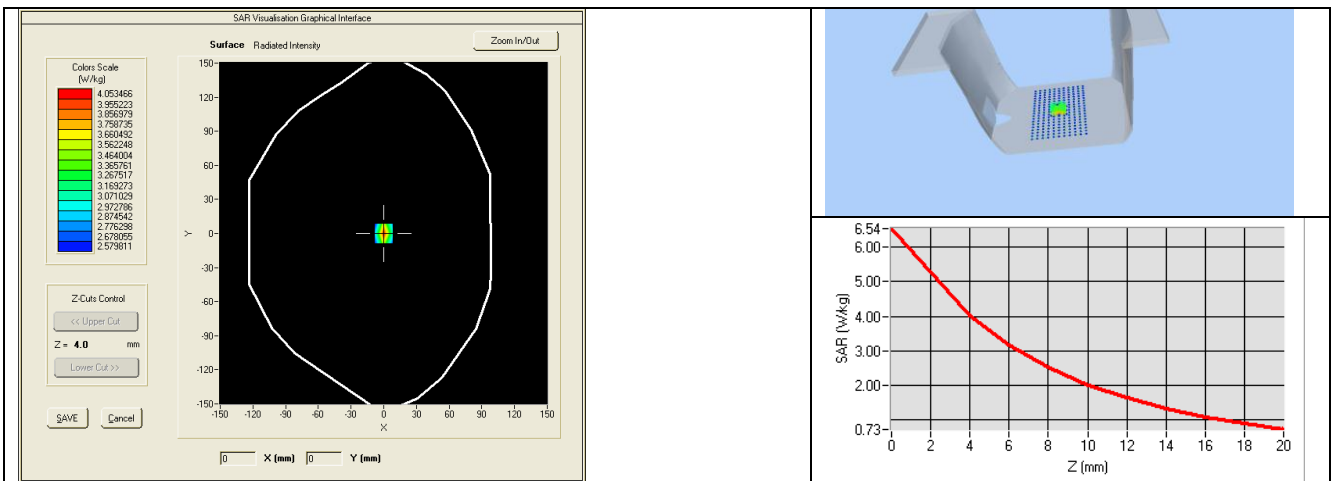 SAR Visualisation Graphical Interface
Surface Radiated Intensity
Zoom In/Out
Colors Scale
(W/kg)
4.053466
3.955223
3.856979
3.758735
3.660492
3.562248
3.464004
3.365761
3.267517
3.169273
3.071029
2.972786
2.874542
2.776298
2.678055
2.579811
Z-Cuts Control
<< Upper Cut
Z = 4.0 mm
Lower Cut >>
SAVE Cancel
150
120
90
60
30
0
-30
-60
-90
-120
-150
Y
-150 -120 -90 -60 -30 0 30 60 90 120 150
X
0 X (mm) 0 Y (mm)
6.54
6.00
5.00
4.00
3.00
2.00
0.73
SAR (W/kg)
0 2 4 6 8 10 12 14 16 18 20
Z (mm)